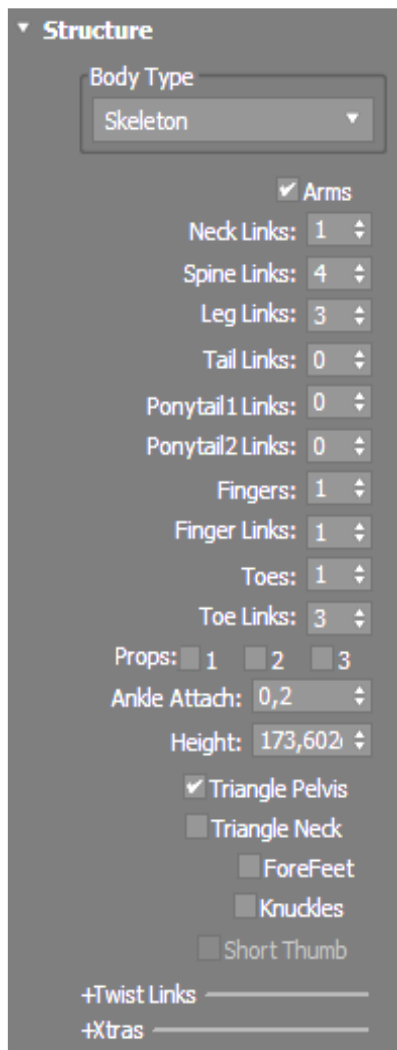 Structure
Body Type
Skeleton
Arms
Neck Links: 1
Spine Links: 4
Leg Links: 3
Tail Links: 0
Ponytail1 Links: 0
Ponytail2 Links: 0
Fingers: 1
Finger Links: 1
Toes: 1
Toe Links: 3
Props: 1 2 3
Ankle Attach: 0,2
Height: 173,602
Triangle Pelvis
Triangle Neck
ForeFeet
Knuckles
Short Thumb
+Twist Links
+Xtras